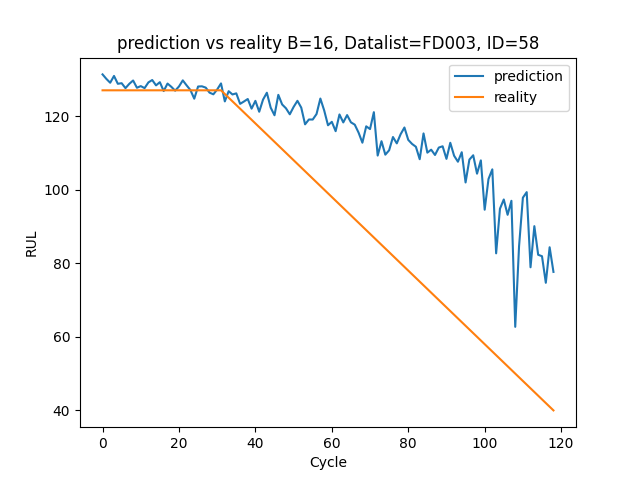 prediction vs reality B=16, Datalist=FD003, ID=58
prediction
reality
RUL
120
100
80
60
40
0 20 40 60 80 100 120
Cycle